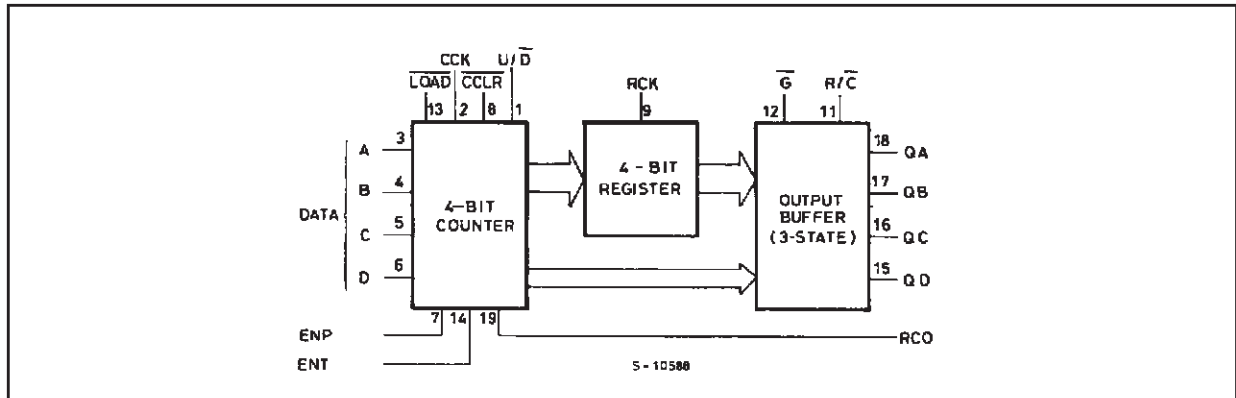 CCK U/D̅
L̅O̅A̅D̅ C̅C̅L̅R̅ RCK G̅ R/C̅
13 2 8 1 9 12 11
3 A 18 QA
4 B 4-BIT COUNTER 4 - BIT REGISTER OUTPUT BUFFER (3-STATE) 17 QB
DATA
5 C 16 QC
6 D 15 QD
7 14 19
ENP RCO
ENT S-10588